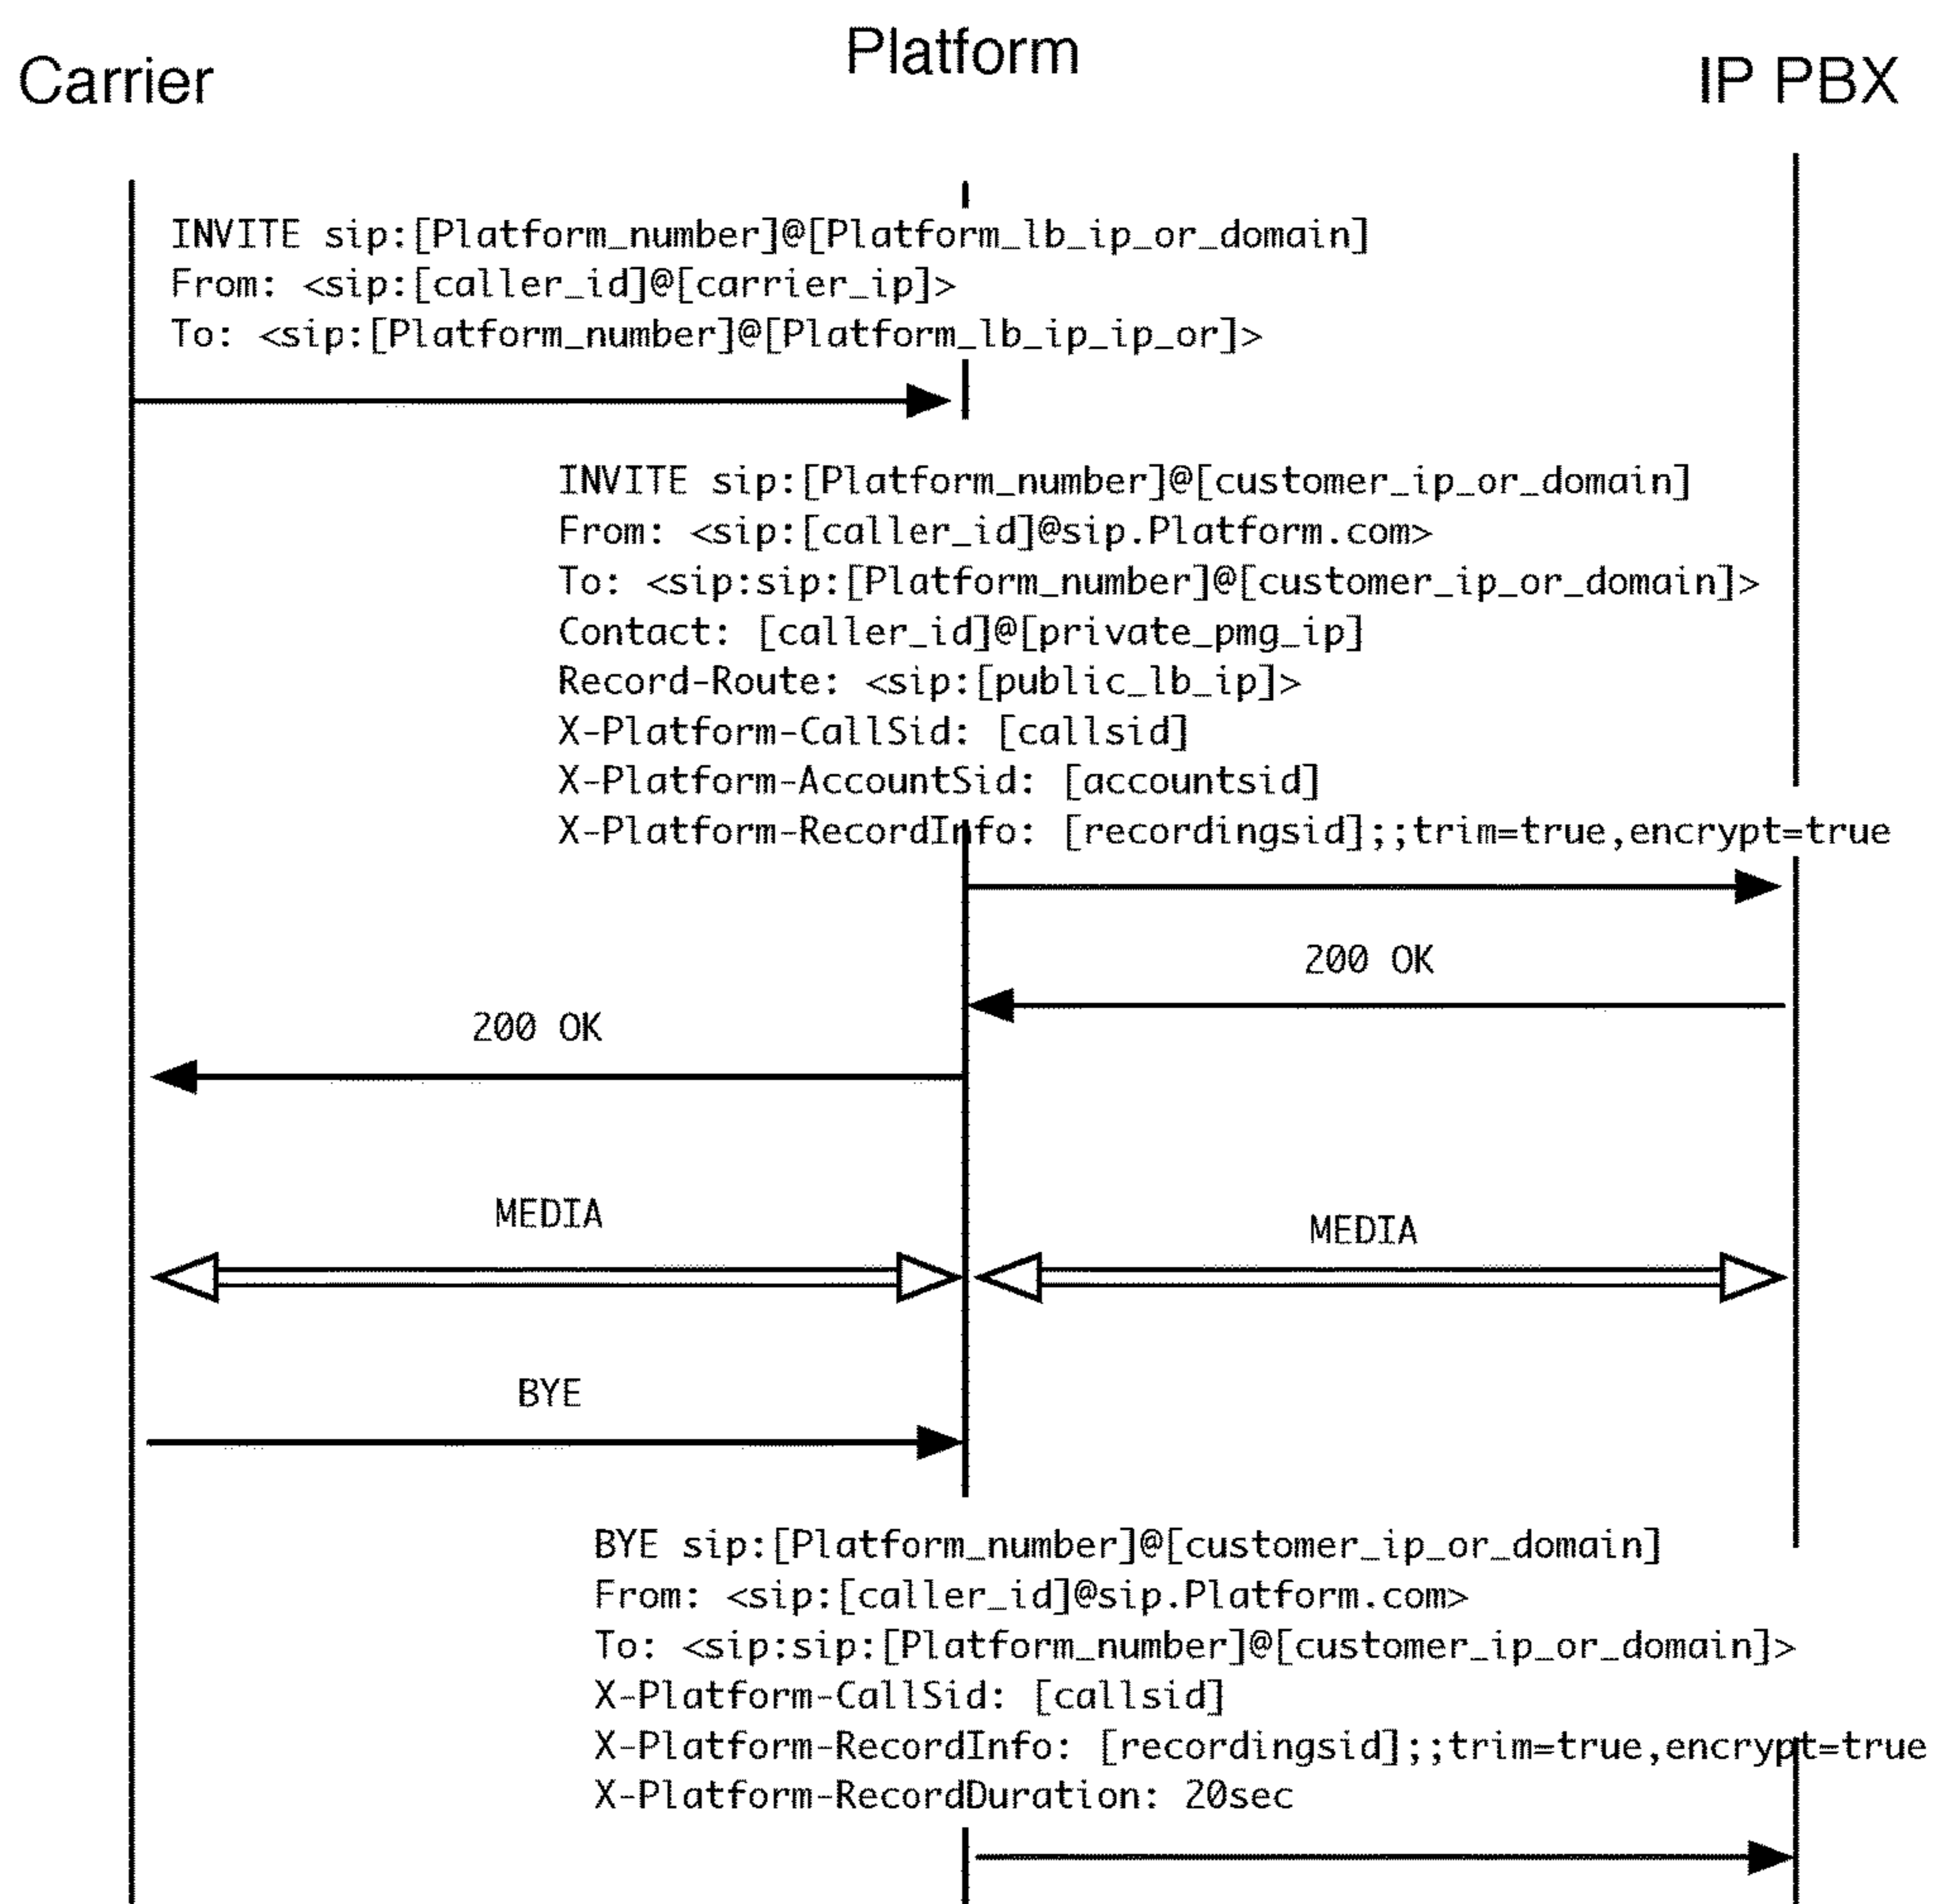 Carrier
Platform
IP PBX
INVITE sip:[Platform_number]@[Platform_lb_ip_or_domain]
From: <sip:[caller_id]@[carrier_ip]>
To: <sip:[Platform_number]@[Platform_lb_ip_ip_or]>
INVITE sip:[Platform_number]@[customer_ip_or_domain]
From: <sip:[caller_id]@sip.Platform.com>
To: <sip:sip:[Platform_number]@[customer_ip_or_domain]>
Contact: [caller_id]@[private_pmg_ip]
Record-Route: <sip:[public_lb_ip]>
X-Platform-CallSid: [callsid]
X-Platform-AccountSid: [accountsid]
X-Platform-RecordInfo: [recordingsid];;trim=true,encrypt=true
200 OK
200 OK
MEDIA
MEDIA
BYE
BYE sip:[Platform_number]@[customer_ip_or_domain]
From: <sip:[caller_id]@sip.Platform.com>
To: <sip:sip:[Platform_number]@[customer_ip_or_domain]>
X-Platform-CallSid: [callsid]
X-Platform-RecordInfo: [recordingsid];;trim=true,encrypt=true
X-Platform-RecordDuration: 20sec